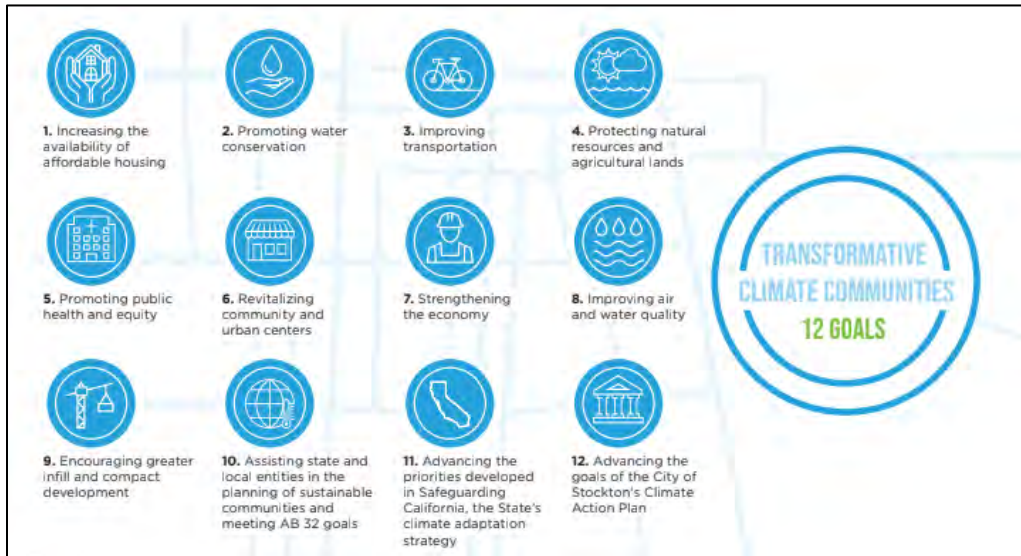 1. Increasing the
availability of
affordable housing
2. Promoting water
conservation
3. Improving
transportation
4. Protecting natural
resources and
agricultural lands
5. Promoting public
health and equity
6. Revitalizing
community and
urban centers
7. Strengthening
the economy
8. Improving air
and water quality
9. Encouraging greater
infill and compact
development
10. Assisting state and
local entities in the
planning of sustainable
communities and
meeting AB 32 goals
11. Advancing the
priorities developed
in Safeguarding
California, the State's
climate adaptation
strategy
12. Advancing the
goals of the City of
Stockton's Climate
Action Plan
TRANSFORMATIVE
CLIMATE COMMUNITIES
12 GOALS